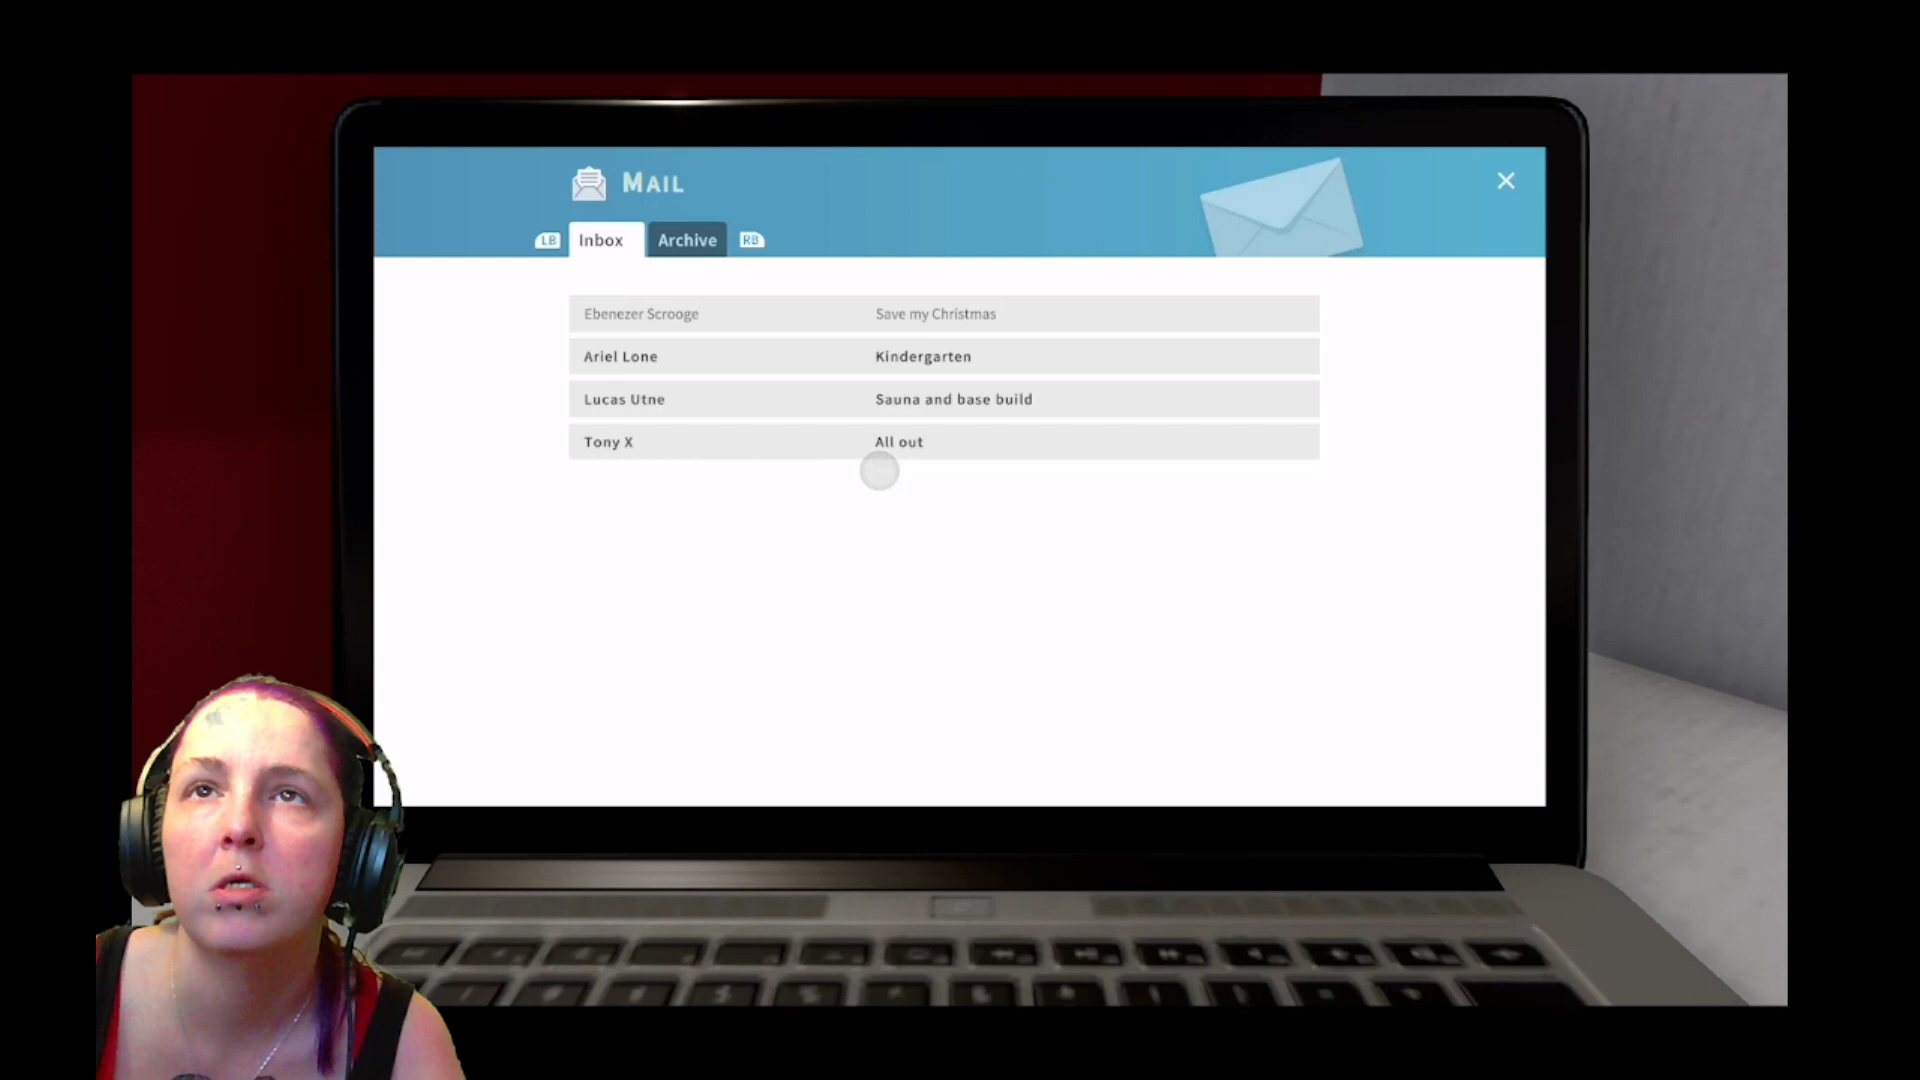 MAIL
LB Inbox Archive RB
Ebenezer Scrooge Save my Christmas
Ariel Lone Kindergarten
Lucas Utne Sauna and base build
Tony X All out